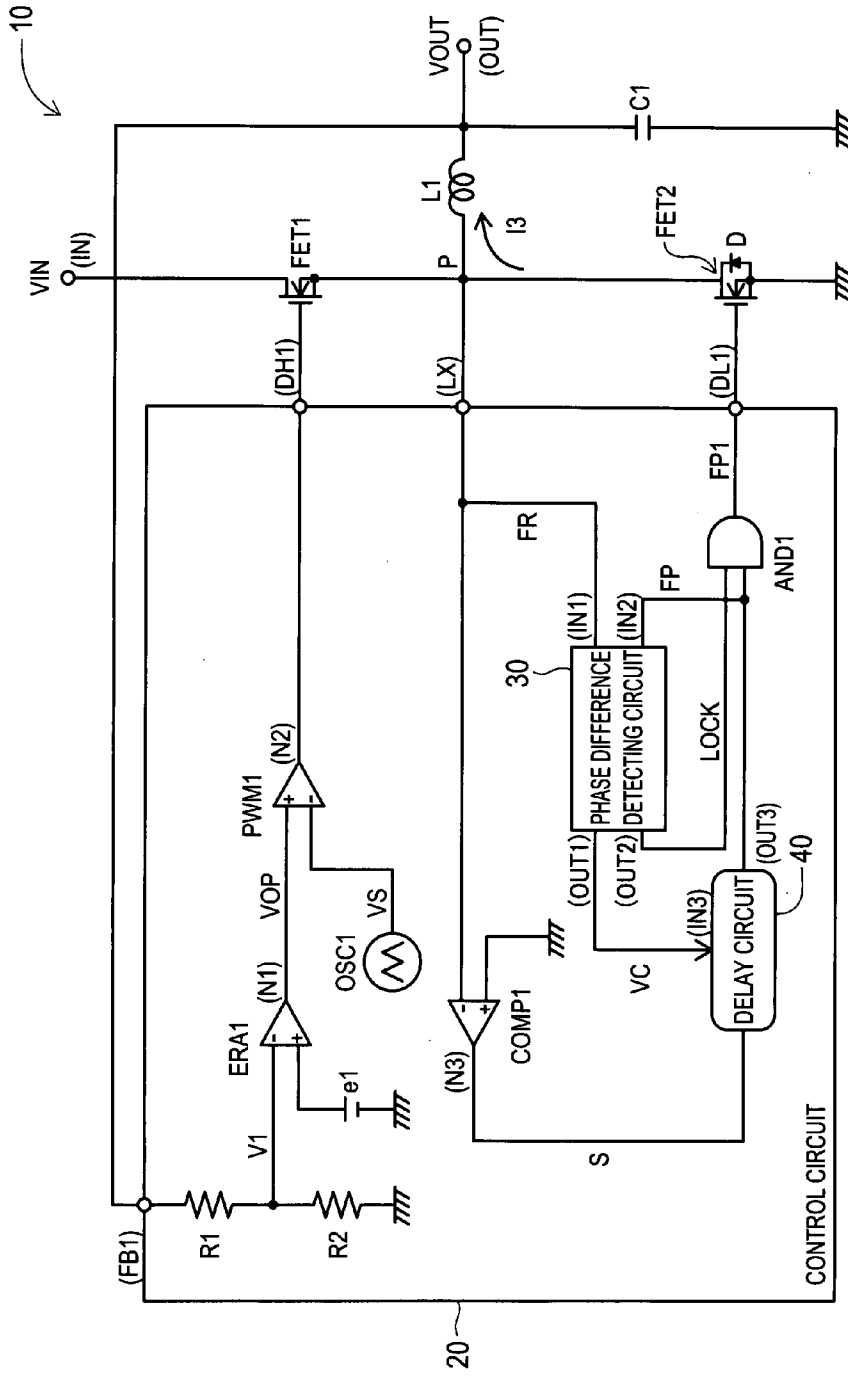 10
VIN
(IN)
FET1
P
L1
I3
VOUT
(OUT)
C1
FET2
D
(DH1)
(LX)
(DL1)
(FB1)
R1
R2
V1
e1
ERA1
(N1)
VOP
OSC1
VS
PWM1
(N2)
FR
(IN1)
(IN2)
30
PHASE DIFFERENCE
DETECTING CIRCUIT
(OUT1)
(OUT2)
FP
FP1
AND1
LOCK
VC
(IN3)
(OUT3)
DELAY CIRCUIT
40
COMP1
(N3)
S
CONTROL CIRCUIT
20
-
+
+
-
-
+